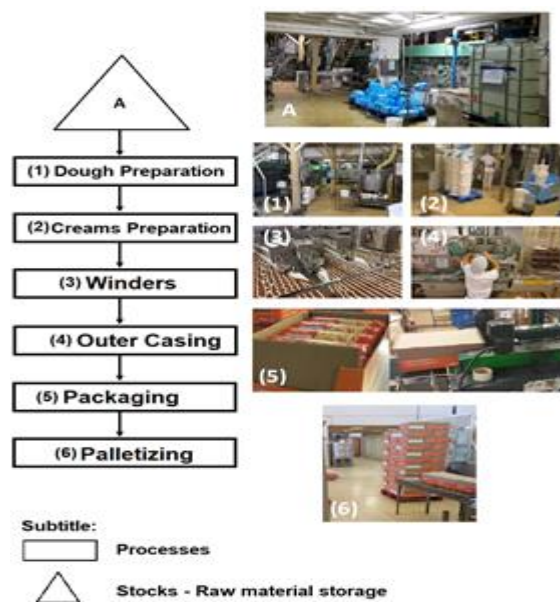 A
(1) Dough Preparation
(2) Creams Preparation
(3) Winders
(4) Outer Casing
(5) Packaging
(6) Palletizing
Subtitle:
Processes
Stocks - Raw material storage
A
(1)
(2)
(3)
(4)
(5)
(6)